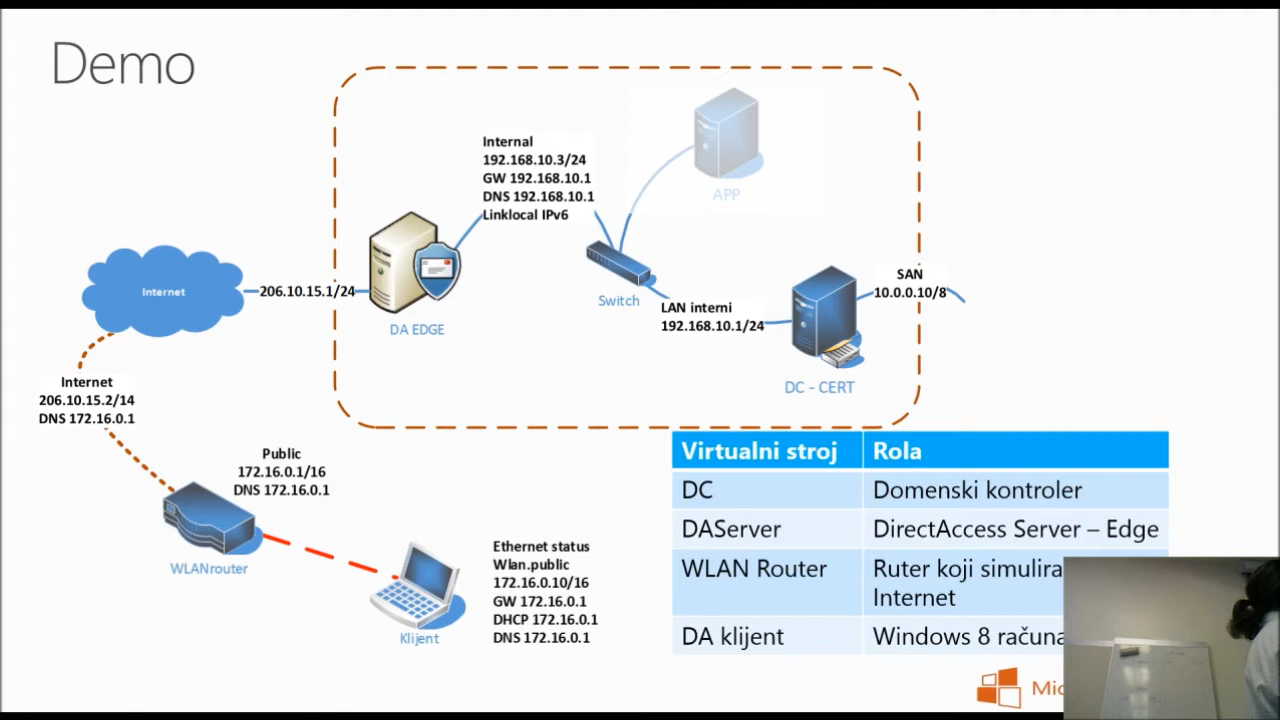 Demo
Internal
192.168.10.3/24
GW 192.168.10.1
DNS 192.168.10.1
Linklocal IPv6
APP
Internet
206.10.15.1/24
DA EDGE
Switch
LAN interni
192.168.10.1/24
SAN
10.0.0.10/8
DC - CERT
Internet
206.10.15.2/14
DNS 172.16.0.1
Public
172.16.0.1/16
DNS 172.16.0.1
WLANrouter
Klijent
Ethernet status
Wlan.public
172.16.0.10/16
GW 172.16.0.1
DHCP 172.16.0.1
DNS 172.16.0.1
Virtualni stroj Rola
DC Domenski kontroler
DAServer DirectAccess Server – Edge
WLAN Router Ruter koji simulira
Internet
DA klijent Windows 8